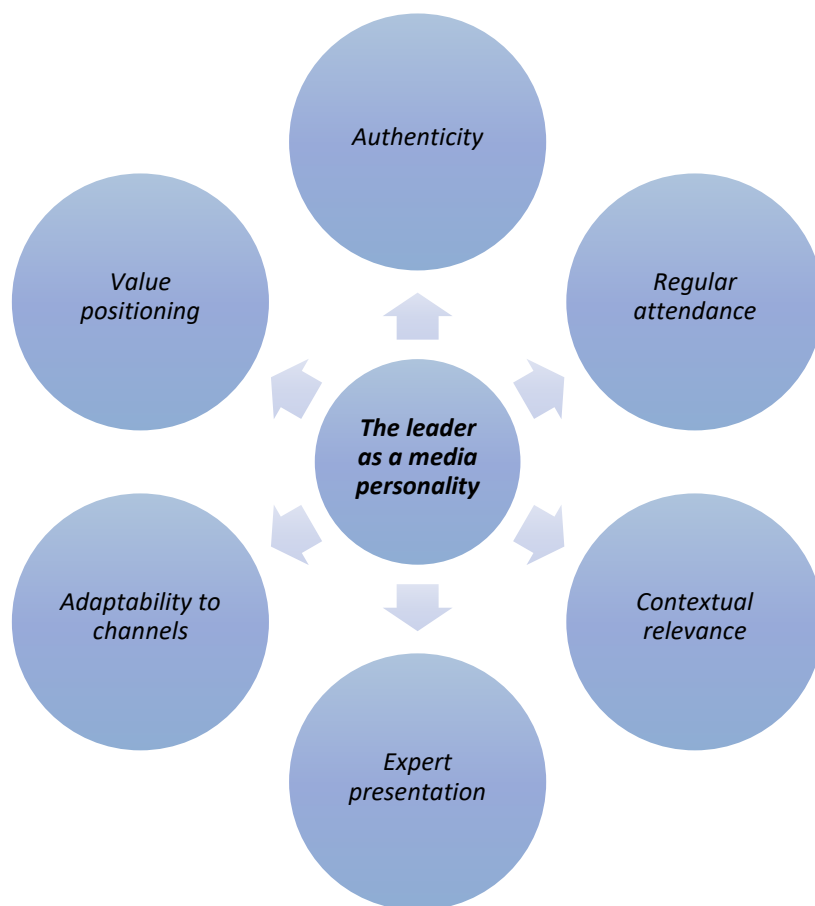 Authenticity
Value
positioning
Regular
attendance
The leader
as a media
personality
Adaptability to
channels
Contextual
relevance
Expert
presentation